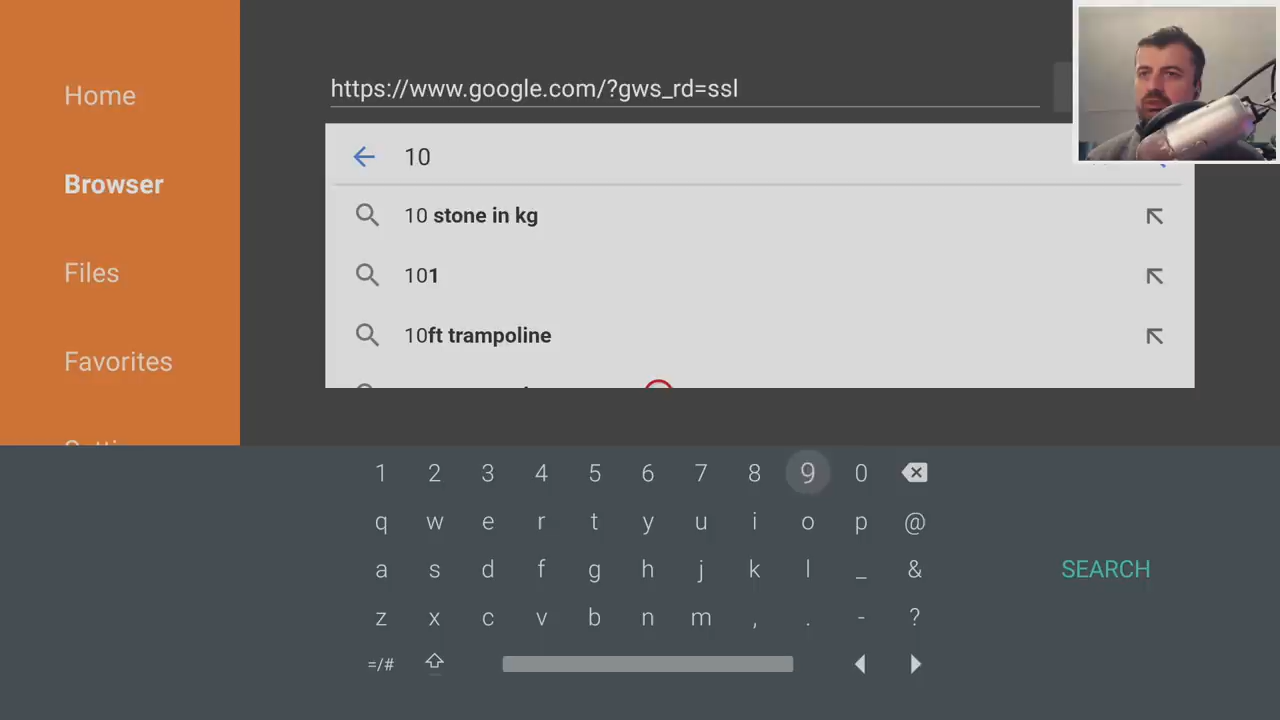 Home
Browser
Files
Favorites
https://www.google.com/?gws_rd=ssl
10
10 stone in kg
101
10ft trampoline
1 2 3 4 5 6 7 8 9 0
q w e r t y u i o p @
a s d f g h j k l _ &
z x c v b n m , . - ?
=/#
SEARCH